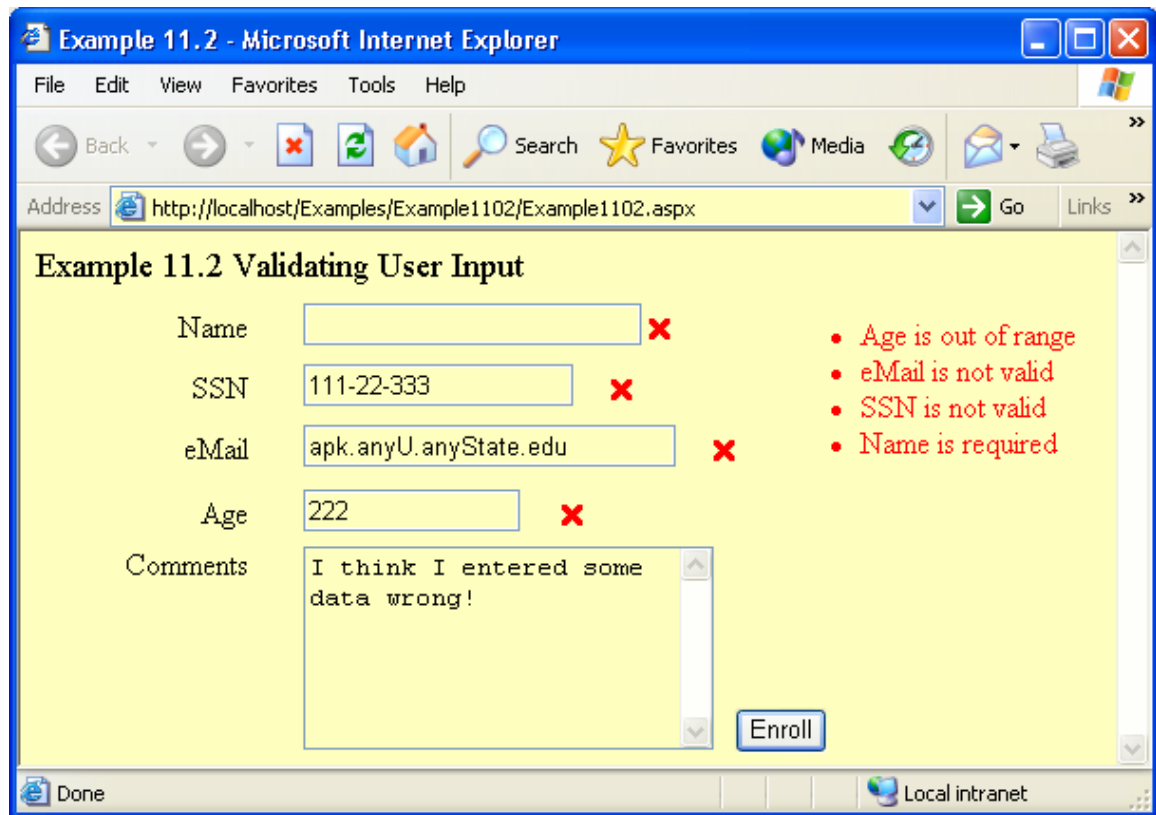 Example 11.2 - Microsoft Internet Explorer
File Edit View Favorites Tools Help
Back Search Favorites Media »
Address http://localhost/Examples/Example1102/Example1102.aspx Go Links »
Example 11.2 Validating User Input
Name
SSN 111-22-333
eMail apk.anyU.anyState.edu
Age 222
Comments I think I entered some
data wrong!
• Age is out of range
• eMail is not valid
• SSN is not valid
• Name is required
Enroll
Done Local intranet